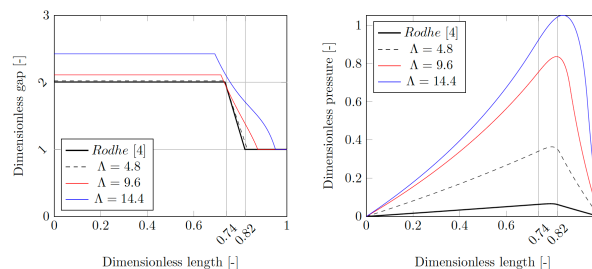 3
2
1
0
0
0.2
0.4
0.6
0.74
0.82
1
Dimensionless gap [-]
Dimensionless length [-]
Rodhe [4]
Λ = 4.8
Λ = 9.6
Λ = 14.4
1
0.8
0.6
0.4
0.2
0
0
0.2
0.4
0.6
0.74
0.82
Dimensionless pressure [-]
Dimensionless length [-]
Rodhe [4]
Λ = 4.8
Λ = 9.6
Λ = 14.4